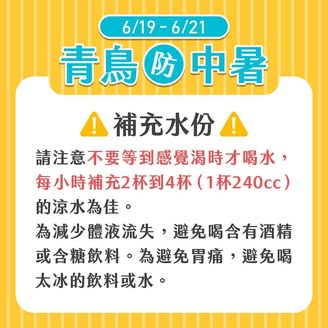 6/19 – 6/21
青鳥防中暑
補充水份
請注意不要等到感覺渴時才喝水，
每小時補充2杯到4杯（1杯240cc）
的涼水為佳。
為減少體液流失，避免喝含有酒精
或含糖飲料。為避免胃痛，避免喝
太冰的飲料或水。